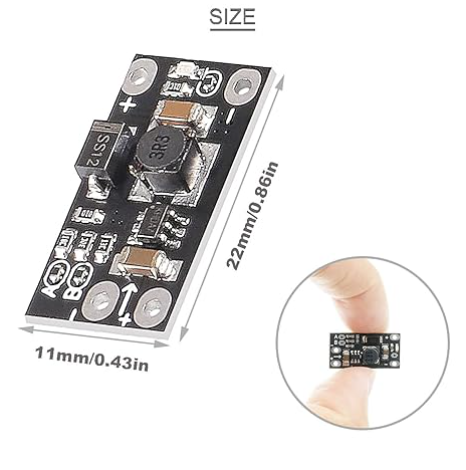 SIZE
+
-
SS12
3R3
22mm/0.86in
A
B
-
+
11mm/0.43in